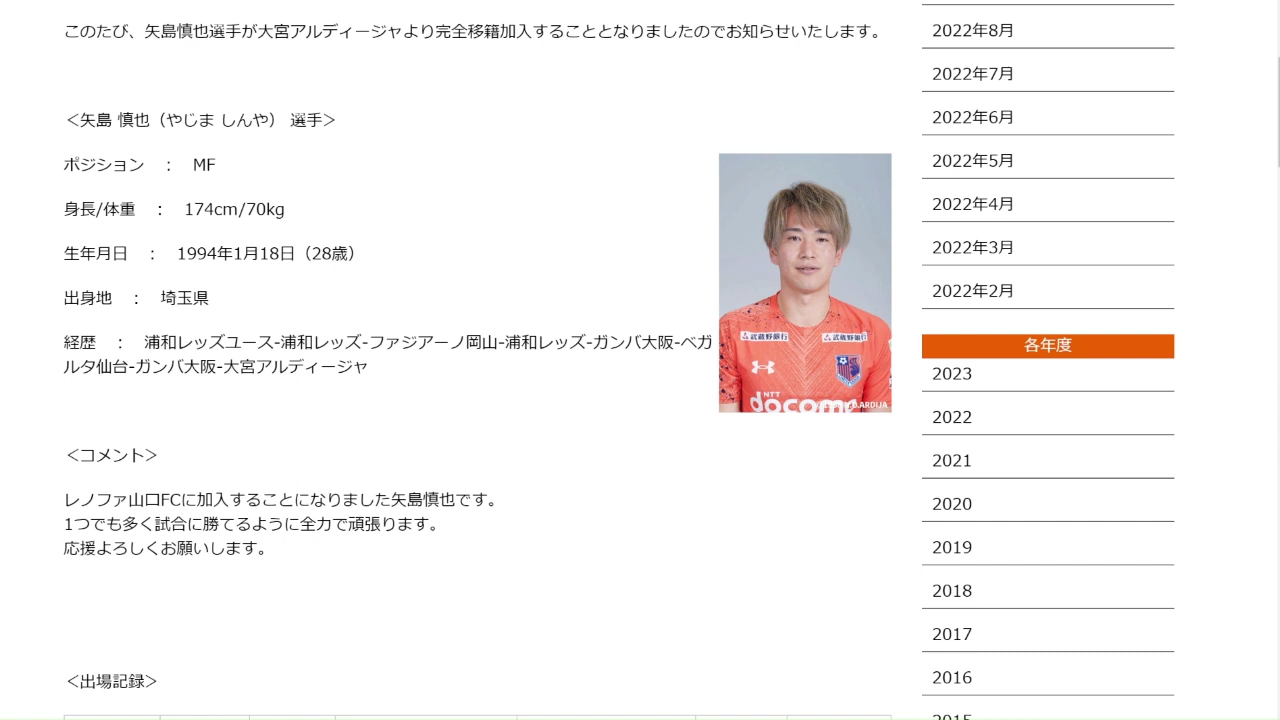 このたび、矢島慎也選手が大宮アルディージャより完全移籍加入することとなりましたのでお知らせいたします。
＜矢島 慎也（やじま しんや） 選手＞
ポジション　：　MF
身長/体重　：　174cm/70kg
生年月日　：　1994年1月18日（28歳）
出身地　：　埼玉県
経歴　：　浦和レッズユース-浦和レッズ-ファジアーノ岡山-浦和レッズ-ガンバ大阪-ベガ
ルタ仙台-ガンバ大阪-大宮アルディージャ
武蔵野銀行
武蔵野銀行
NTT
docomo
＜コメント＞
レノファ山口FCに加入することになりました矢島慎也です。
1つでも多く試合に勝てるように全力で頑張ります。
応援よろしくお願いします。
＜出場記録＞
2022年8月
2022年7月
2022年6月
2022年5月
2022年4月
2022年3月
2022年2月
各年度
2023
2022
2021
2020
2019
2018
2017
2016
2015